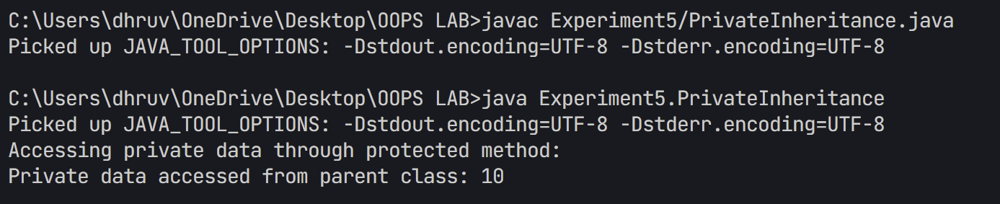 C:\Users\dhruv\OneDrive\Desktop\OOPS LAB>javac Experiment5/PrivateInheritance.java
Picked up JAVA_TOOL_OPTIONS: -Dstdout.encoding=UTF-8 -Dstderr.encoding=UTF-8
C:\Users\dhruv\OneDrive\Desktop\OOPS LAB>java Experiment5.PrivateInheritance
Picked up JAVA_TOOL_OPTIONS: -Dstdout.encoding=UTF-8 -Dstderr.encoding=UTF-8
Accessing private data through protected method:
Private data accessed from parent class: 10